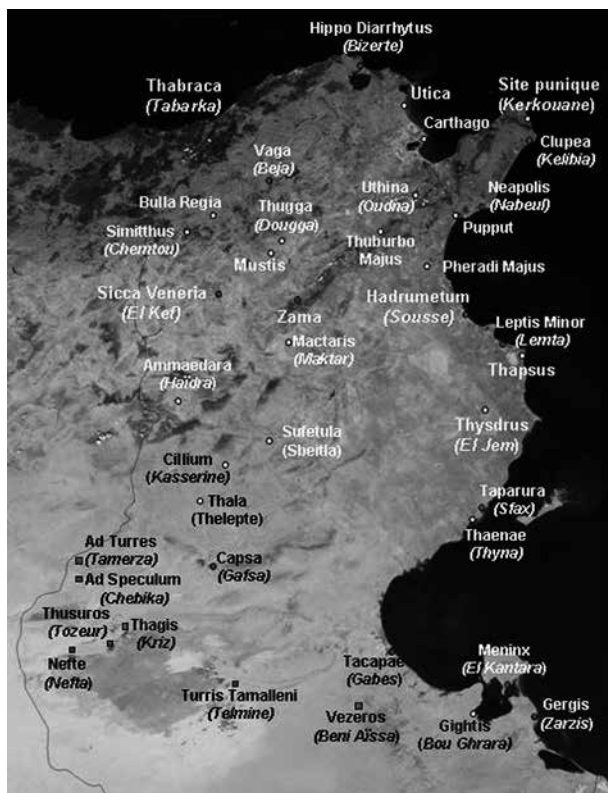 Hippo Diarrhytus
(Bizerte)
Thabraca
(Tabarka)
Utica
Site punique
(Kerkouane)
Carthago
Clupea
(Kelibia)
Vaga
(Beja)
Uthina
(Oudna)
Neapolis
(Nabeul)
Bulla Regia
Thugga
(Dougga)
Pupput
Simitthus
(Chemtou)
Thuburbo
Majus
Mustis
Pheradi Majus
Sicca Veneria
(El Kef)
Hadrumetum
(Sousse)
Zama
Leptis Minor
(Lemta)
Mactaris
(Maktar)
Thapsus
Ammaedara
(Haïdra)
Thysdrus
(El Jem)
Sufetula
(Sbeitla)
Cillium
(Kasserine)
Thala
(Thelepte)
Taparura
(Sfax)
Thaenae
(Thyna)
Ad Turres
(Tamerza)
Capsa
(Gafsa)
Ad Speculum
(Chebika)
Thusuros
(Tozeur)
Thagis
(Kriz)
Nefte
(Nefta)
Tacapae
(Gabes)
Meninx
(El Kantara)
Turris Tamalleni
(Telmine)
Vezeros
(Beni Aïssa)
Gightis
(Bou Ghrara)
Gergis
(Zarzis)